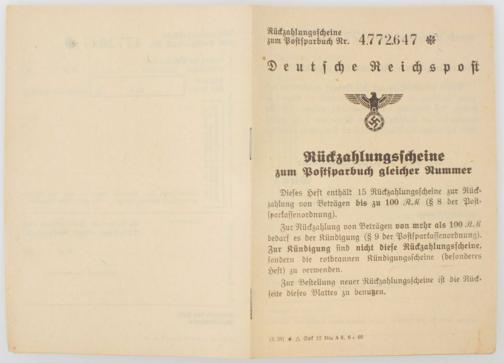 Rückzahlungsscheine
zum Postsparbuch Nr. 4.772.647 ✱
Deutsche Reichspost
Rückzahlungsscheine
zum Postsparbuch gleicher Nummer
Dieses Heft enthält 15 Rückzahlungsscheine zur Rück-
zahlung von Beträgen bis zu 100 RM (§ 8 der Post-
sparkassenordnung).
Zur Rückzahlung von Beträgen von mehr als 100 RM
bedarf es der Kündigung (§ 9 der Postsparkassenordnung).
Zur Kündigung sind nicht diese Rückzahlungsscheine,
sondern die rotbraunen Kündigungsscheine (besonderes
Heft) zu verwenden.
Zur Bestellung neuer Rückzahlungsscheine ist die Rück-
seite dieses Blattes zu benutzen.